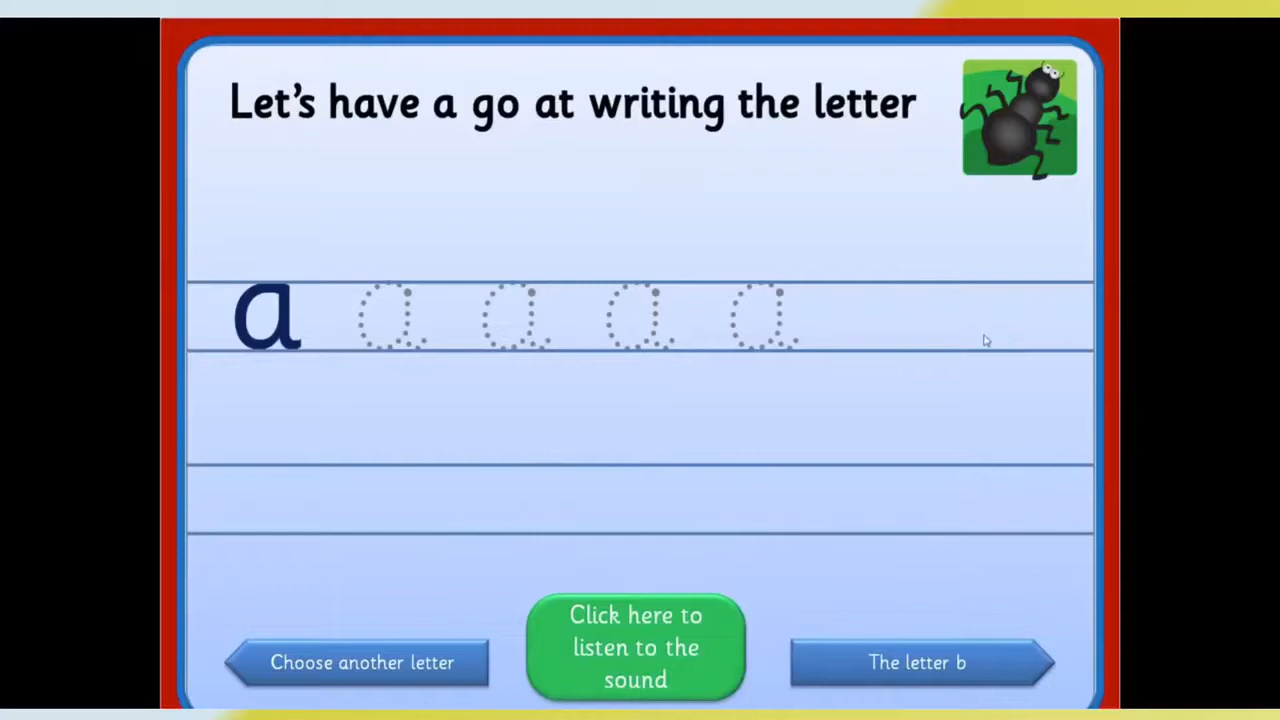 Let's have a go at writing the letter
a a a a a
Click here to
listen to the
sound
Choose another letter
The letter b